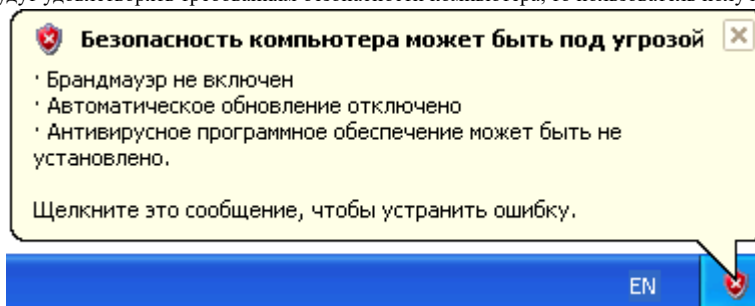 Безопасность компьютера может быть под угрозой
· Брандмауэр не включен
· Автоматическое обновление отключено
· Антивирусное программное обеспечение может быть не
установлено.
Щелкните это сообщение, чтобы устранить ошибку.
EN